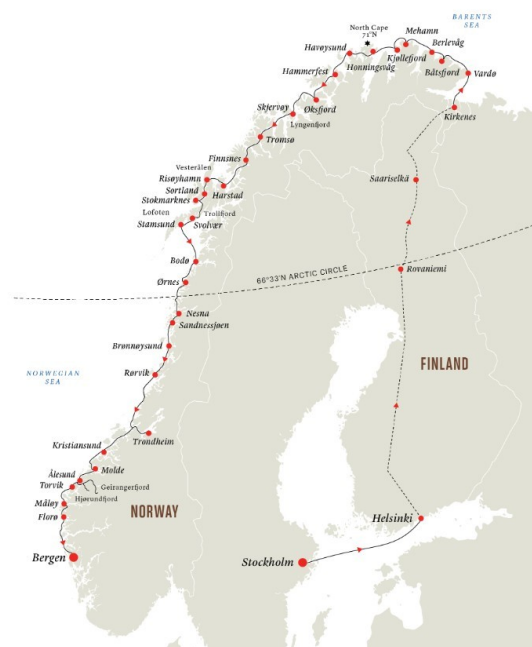 BARENTS
SEA
North Cape
71°N
Mehamn
Berlevåg
Havøysund
Kjøllefjord
Honningsvåg
Båtsfjord
Vardø
Hammerfest
Øksfjord
Kirkenes
Skjervøy
Lyngenfjord
Tromsø
Finnsnes
Vesterålen
Risøyhamn
Harstad
Sortland
Stokmarknes
Saariselkä
Lofoten
Trollfjord
Stamsund
Svolvær
Bodø
Rovaniemi
66°33'N ARCTIC CIRCLE
Ørnes
Nesna
Sandnessjøen
Brønnøysund
NORWEGIAN
SEA
Rørvik
FINLAND
Trondheim
Kristiansund
Molde
Ålesund
Geirangerfjord
Torvik
Hjørundfjord
Måløy
Florø
NORWAY
Helsinki
Bergen
Stockholm